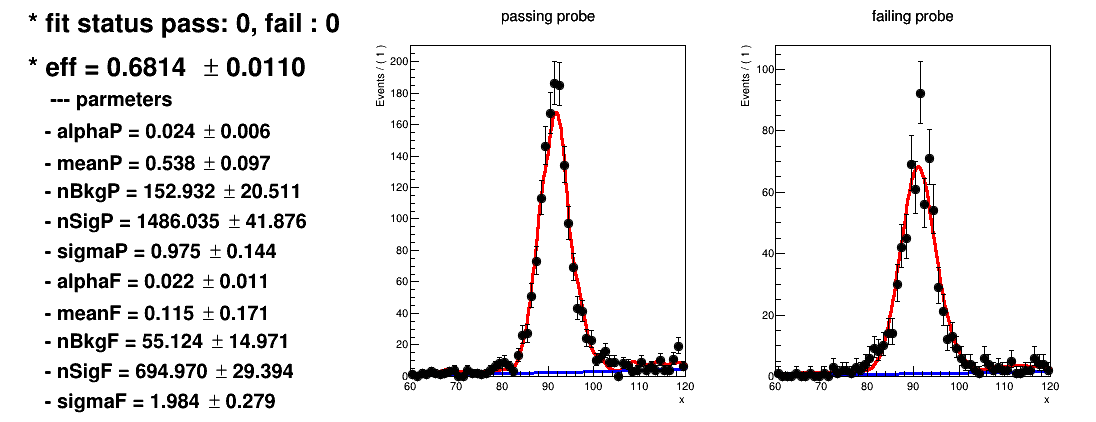 * fit status pass: 0, fail : 0
* eff = 0.6814 ± 0.0110
--- parmeters
- alphaP = 0.024 ± 0.006
- meanP = 0.538 ± 0.097
- nBkgP = 152.932 ± 20.511
- nSigP = 1486.035 ± 41.876
- sigmaP = 0.975 ± 0.144
- alphaF = 0.022 ± 0.011
- meanF = 0.115 ± 0.171
- nBkgF = 55.124 ± 14.971
- nSigF = 694.970 ± 29.394
- sigmaF = 1.984 ± 0.279
passing probe
Events / ( 1 )
200
180
160
140
120
100
80
60
40
20
0
60 70 80 90 100 110 120
x
failing probe
Events / ( 1 )
100
80
60
40
20
0
60 70 80 90 100 110 120
x